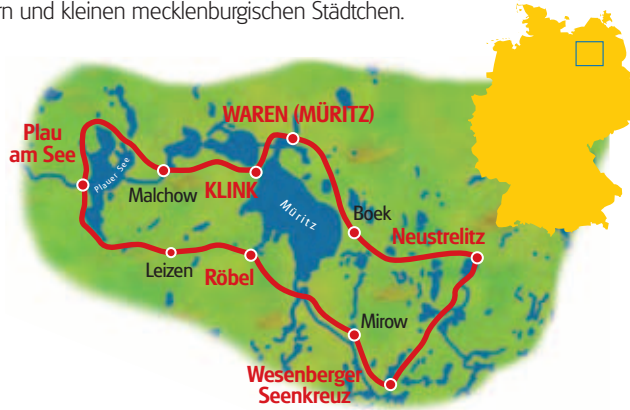 rn und kleinen mecklenburgischen Städtchen.
WAREN (MÜRITZ)
Plau
am See
Plauer See
Malchow
KLINK
Müritz
Boek
Neustrelitz
Leizen
Röbel
Mirow
Wesenberger
Seenkreuz